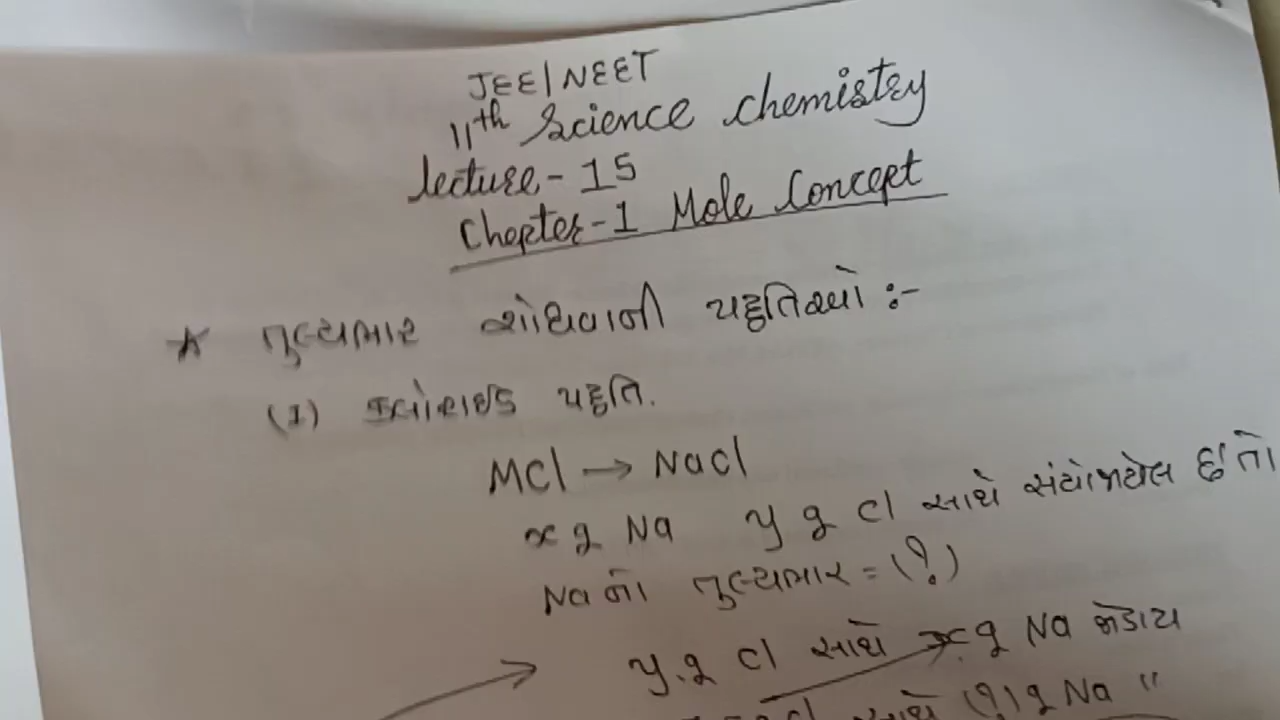 JEE/NEET
11th Science chemistry
lecture - 15
Chapter-1 Mole Concept
* તુલ્યભાર શોધવાની પદ્ધતિઓ :-
(1) ક્લોરાઇડ પદ્ધતિ.
MCl → NaCl
x g Na y g Cl સાથે સંયોજાયેલ હોય તો
Na નો તુલ્યભાર = (?)
y.g Cl સાથે x g Na જોડાય
સાથે (?) g Na "